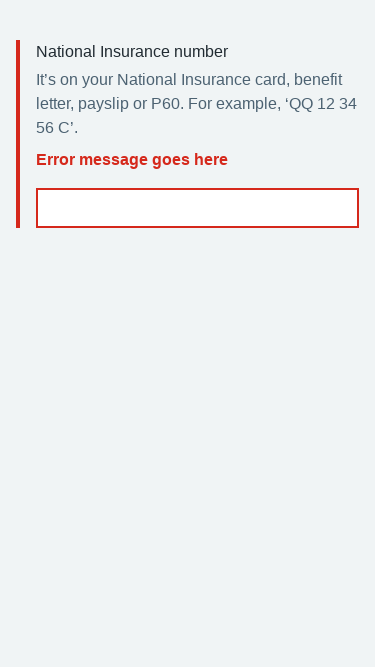 National Insurance number
It's on your National Insurance card, benefit
letter, payslip or P60. For example, ‘QQ 12 34
56 C’.
Error message goes here